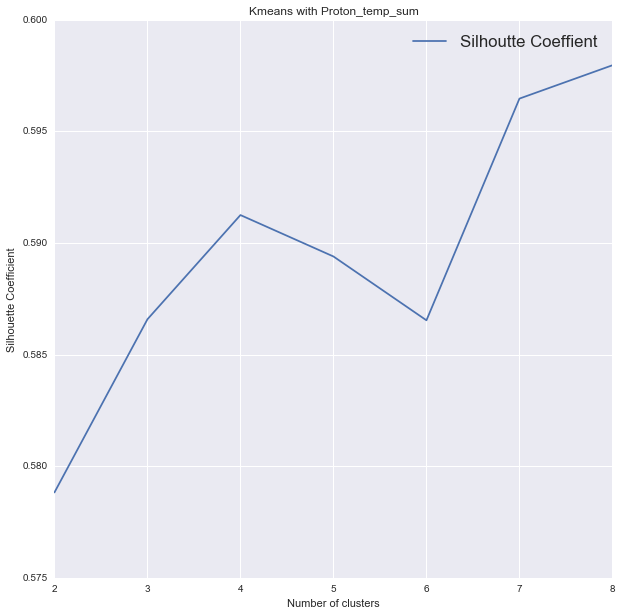 Kmeans with Proton_temp_sum
Silhoutte Coeffient
0.600
0.595
0.590
0.585
0.580
0.575
Silhouette Coefficient
2 3 4 5 6 7 8
Number of clusters